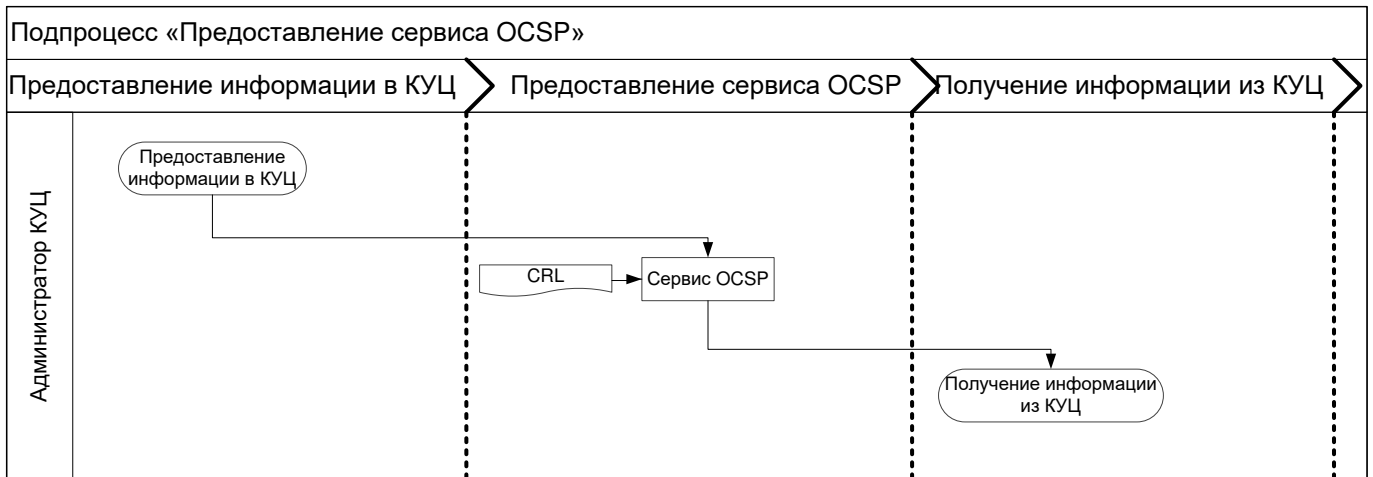 Подпроцесс «Предоставление сервиса OCSP»
Предоставление информации в КУЦ
Предоставление сервиса OCSP
Получение информации из КУЦ
Администратор КУЦ
Предоставление
информации в КУЦ
CRL
Сервис OCSP
Получение информации
из КУЦ